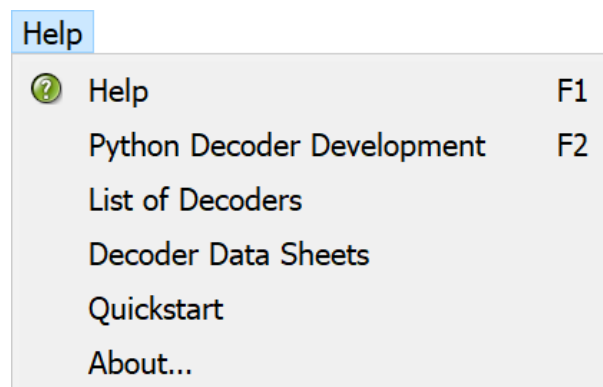 Help
Help F1
Python Decoder Development F2
List of Decoders
Decoder Data Sheets
Quickstart
About...